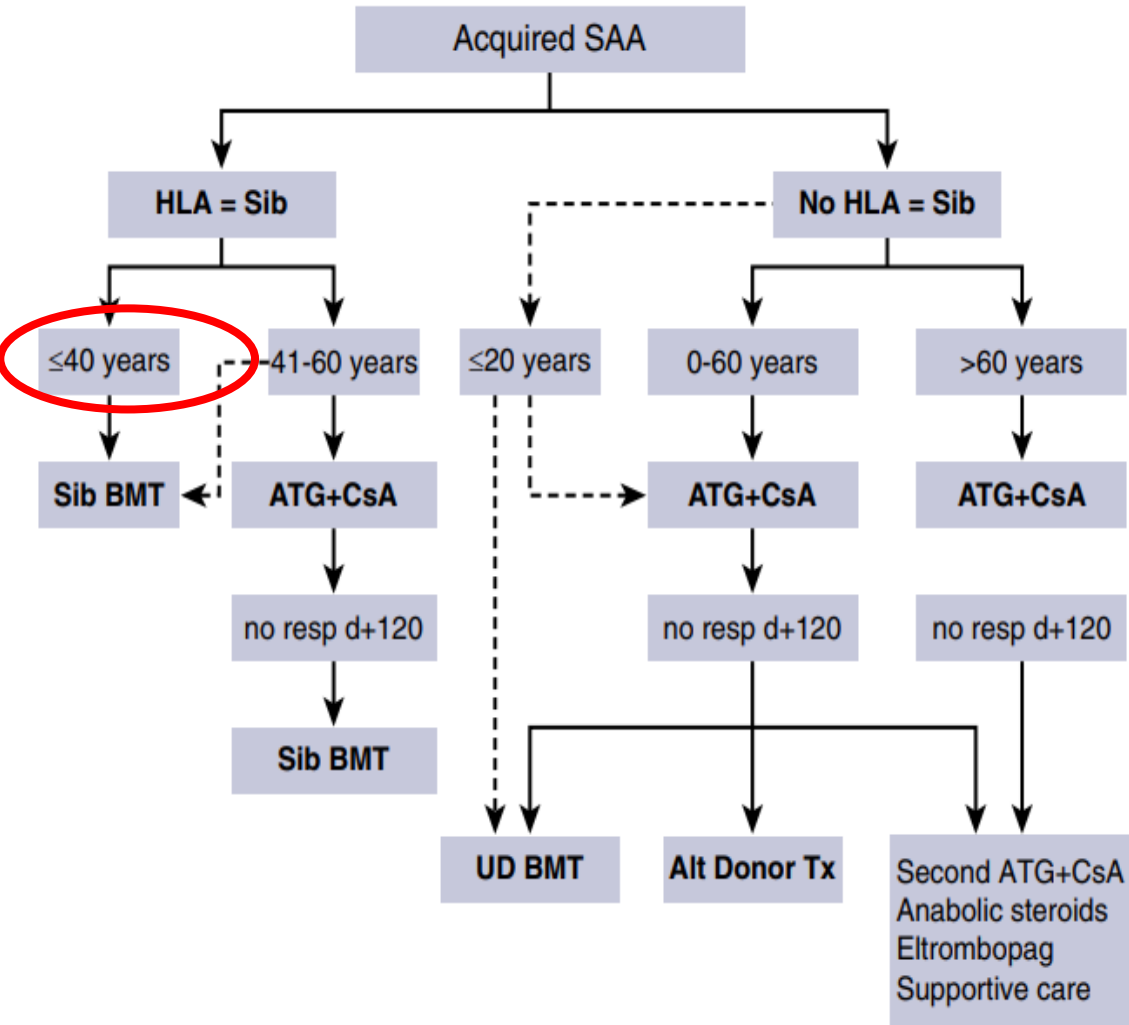 Acquired SAA
HLA = Sib
No HLA = Sib
≤40 years
41-60 years
≤20 years
0-60 years
>60 years
Sib BMT
ATG+CsA
ATG+CsA
ATG+CsA
no resp d+120
no resp d+120
no resp d+120
Sib BMT
UD BMT
Alt Donor Tx
Second ATG+CsA
Anabolic steroids
Eltrombopag
Supportive care